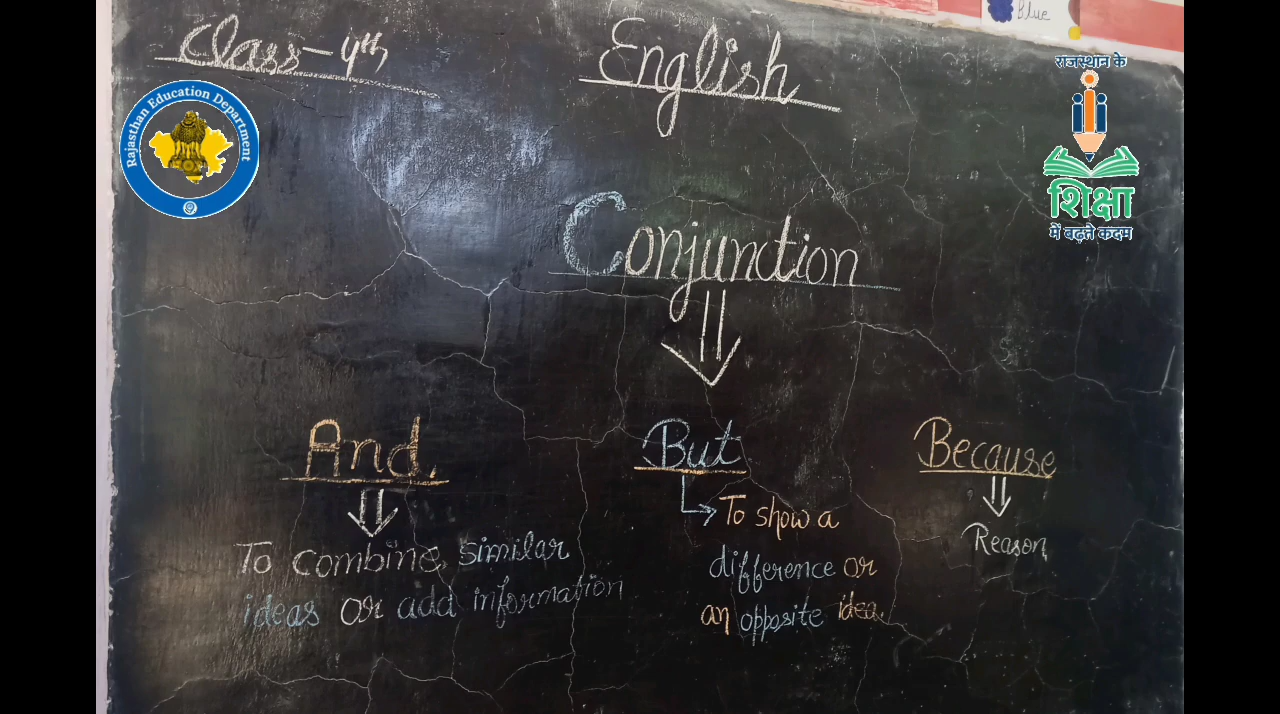 Blue
Class-4th
English
Rajasthan Education Department
राजस्थान के
शिक्षा
में बढ़ते कदम
Conjunction
And.
To combine similar
ideas or add information
But
To show a
difference or
an opposite idea.
Because
Reason